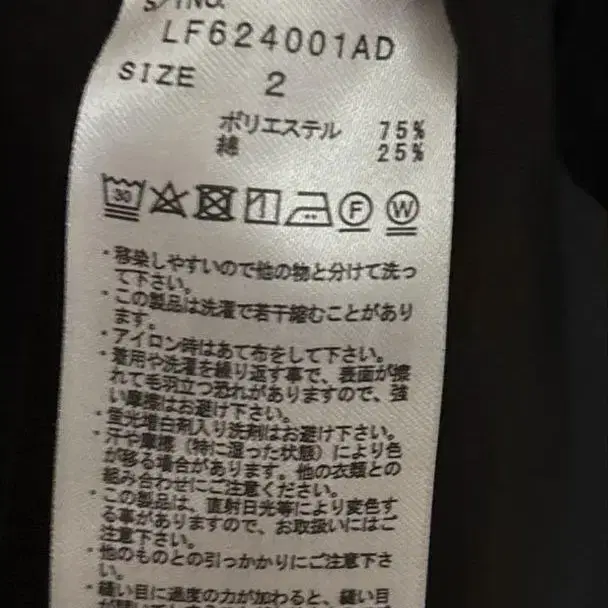 S/NO.
LF624001AD
SIZE 2
ポリエステル 75%
綿 25%
30 F W
・移染しやすいので他の物と分けて洗っ
て下さい。
・この製品は洗濯で若干縮むことがあり
ます。
・アイロン時はあて布をして下さい。
・着用や洗濯を繰り返す事で、表面が擦
れて毛羽立つ恐れがありますので、強
い摩擦はお避け下さい。
・蛍光増白剤入り洗剤はお避け下さい。
・汗や摩擦（特に湿った状態）により色
が移る場合があります。他の衣類との
組み合わせにご注意ください。
・この製品は、直射日光等により変色す
る事がありますので、お取扱いにはご
注意下さい。
・他のものとの引っかかりにご注意下さ
い。
・縫い目に過度の力が加わると、縫い目